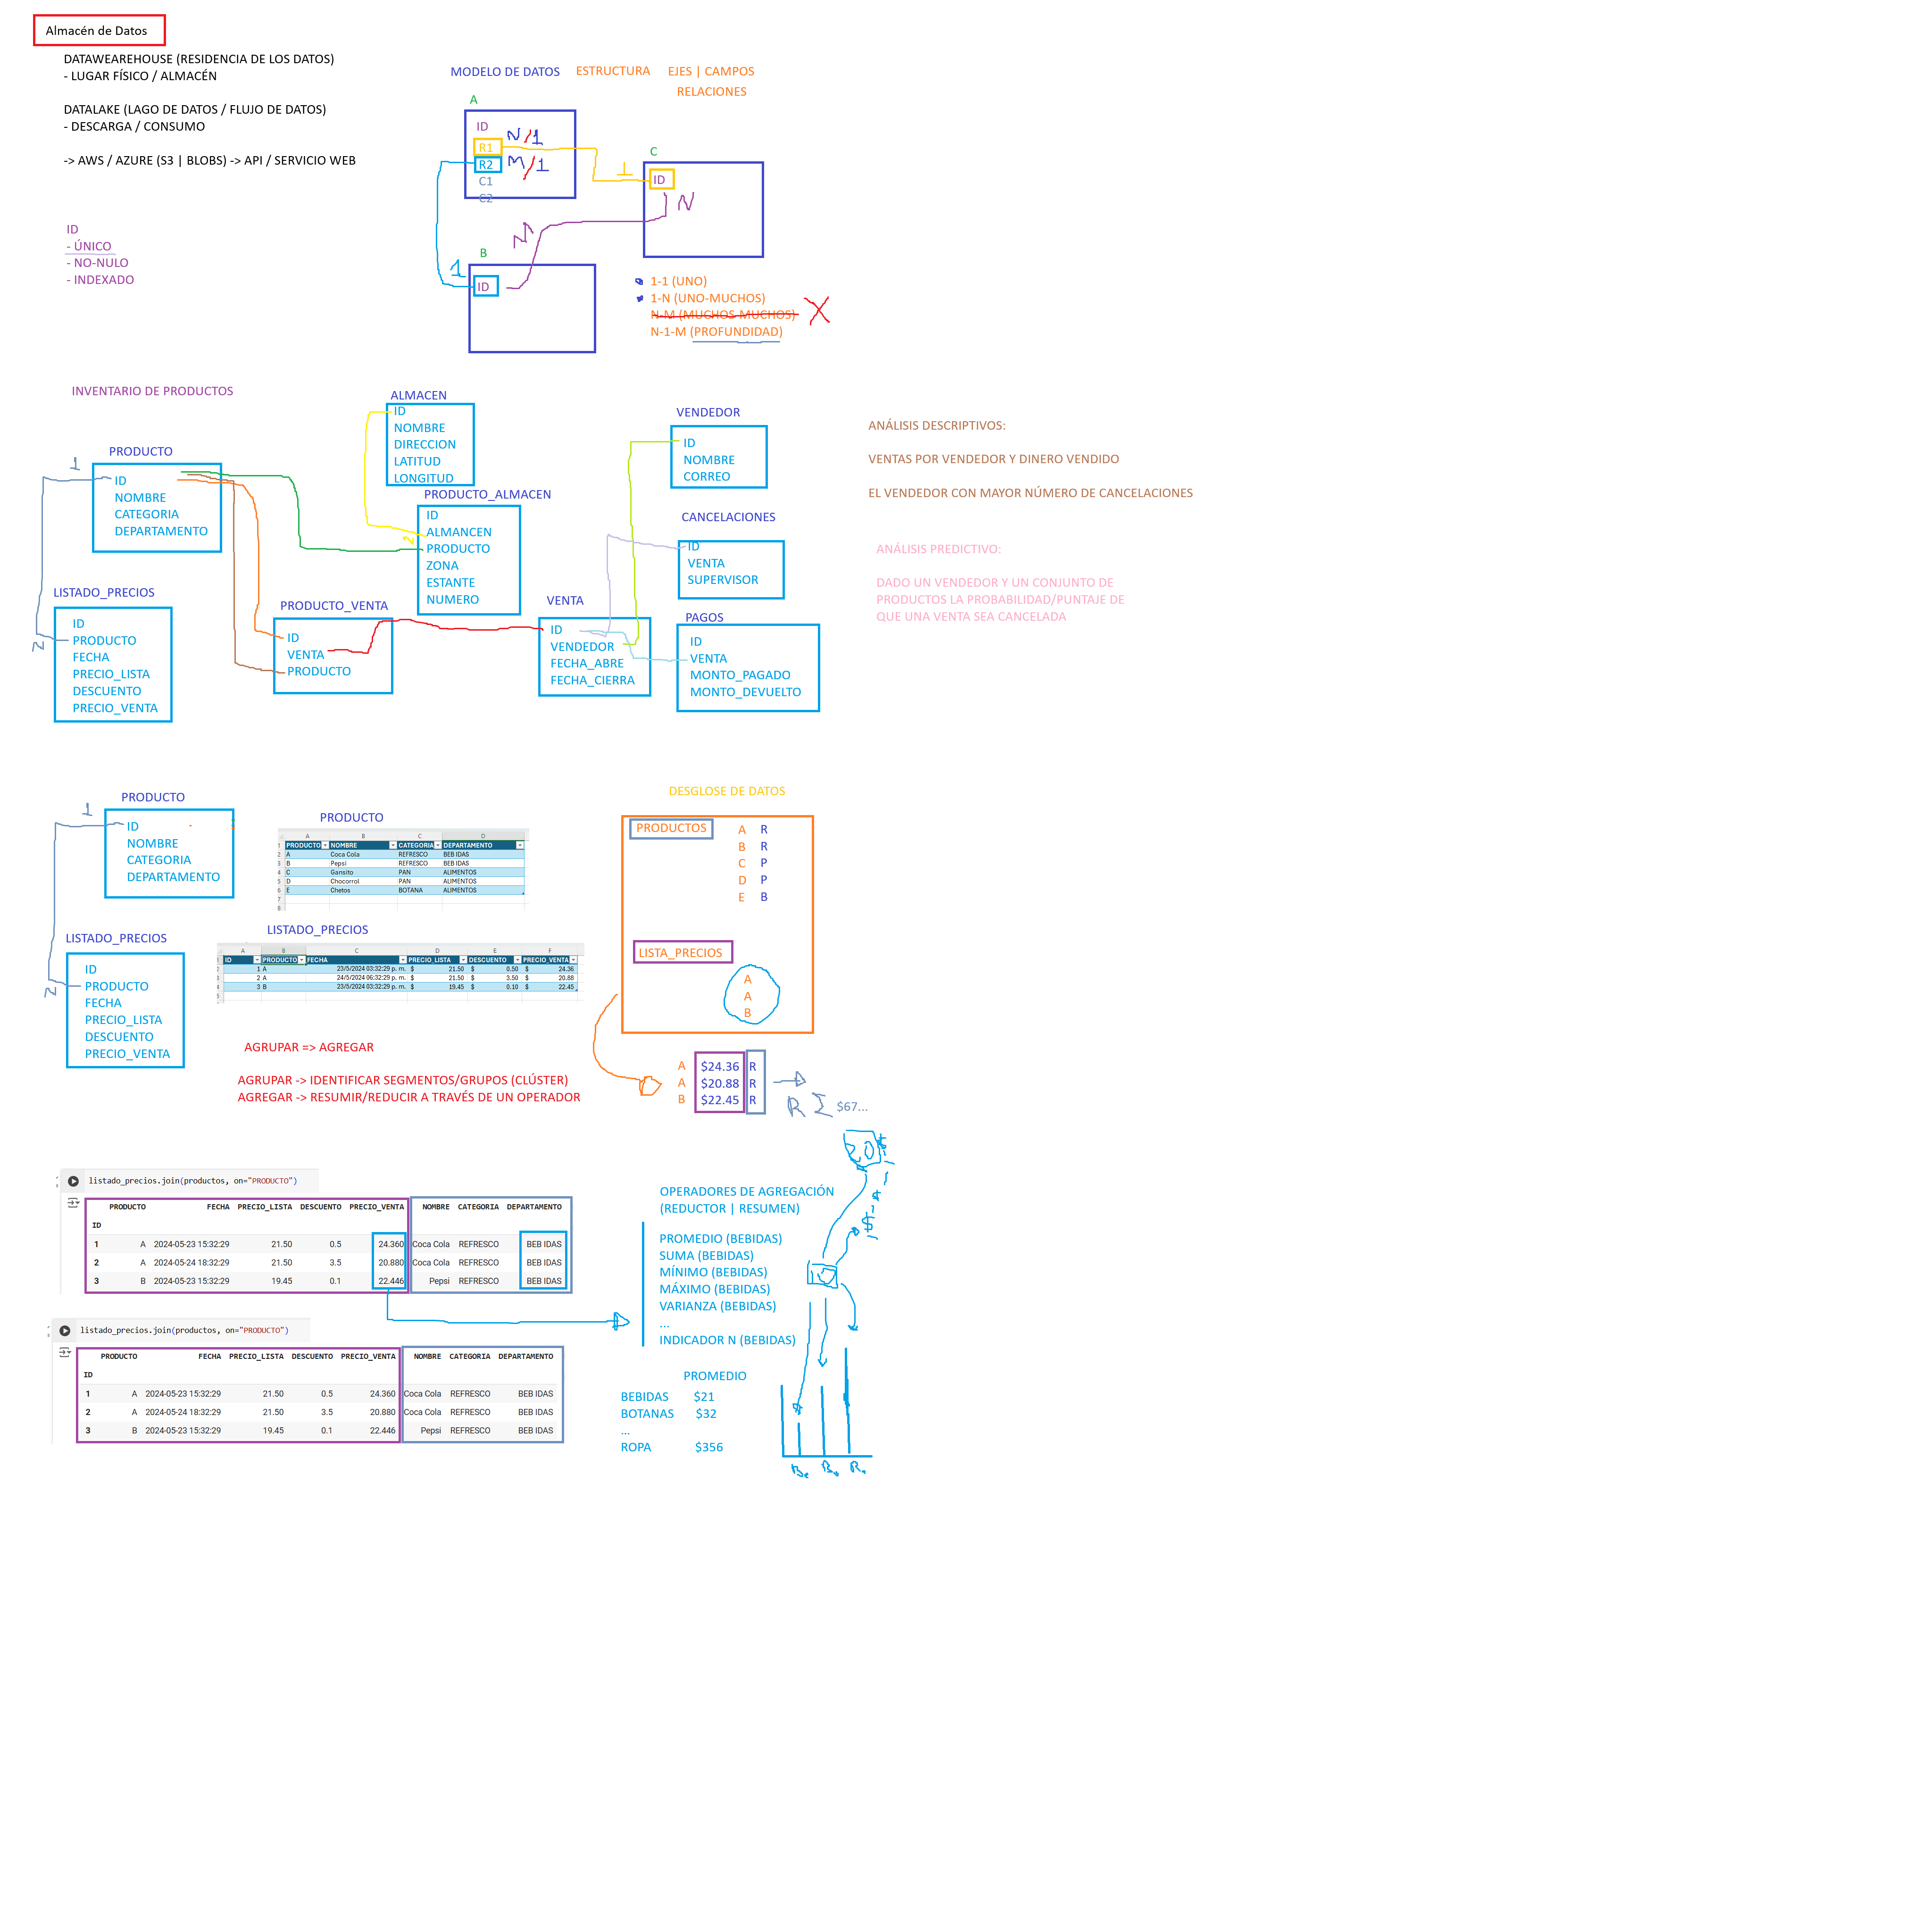 Almacén de Datos
DATAWEAREHOUSE (RESIDENCIA DE LOS DATOS)
- LUGAR FÍSICO / ALMACÉN
DATALAKE (LAGO DE DATOS / FLUJO DE DATOS)
- DESCARGA / CONSUMO
-> AWS / AZURE (S3 | BLOBS) -> API / SERVICIO WEB
ID
- ÚNICO
- NO-NULO
- INDEXADO
MODELO DE DATOS ESTRUCTURA EJES | CAMPOS
RELACIONES
A
ID
R1 N/1
R2 M/1
C1
C2
C
1
ID
N
B
N
1
ID
1-1 (UNO)
1-N (UNO-MUCHOS)
N-M (MUCHOS-MUCHOS) X
N-1-M (PROFUNDIDAD)
INVENTARIO DE PRODUCTOS
PRODUCTO
1
ID
NOMBRE
CATEGORIA
DEPARTAMENTO
LISTADO_PRECIOS
ID
N
PRODUCTO
FECHA
PRECIO_LISTA
DESCUENTO
PRECIO_VENTA
ALMACEN
ID
NOMBRE
DIRECCION
LATITUD
LONGITUD
PRODUCTO_ALMACEN
ID
ALMANCEN
PRODUCTO
ZONA
ESTANTE
NUMERO
PRODUCTO_VENTA
ID
VENTA
PRODUCTO
VENTA
ID
VENDEDOR
FECHA_ABRE
FECHA_CIERRA
VENDEDOR
ID
NOMBRE
CORREO
CANCELACIONES
ID
VENTA
SUPERVISOR
PAGOS
ID
VENTA
MONTO_PAGADO
MONTO_DEVUELTO
ANÁLISIS DESCRIPTIVOS:
VENTAS POR VENDEDOR Y DINERO VENDIDO
EL VENDEDOR CON MAYOR NÚMERO DE CANCELACIONES
ANÁLISIS PREDICTIVO:
DADO UN VENDEDOR Y UN CONJUNTO DE
PRODUCTOS LA PROBABILIDAD/PUNTAJE DE
QUE UNA VENTA SEA CANCELADA
PRODUCTO
1
ID
NOMBRE
CATEGORIA
DEPARTAMENTO
LISTADO_PRECIOS
ID
N
PRODUCTO
FECHA
PRECIO_LISTA
DESCUENTO
PRECIO_VENTA
PRODUCTO
A B C D
1 PRODUCTO NOMBRE CATEGORIA DEPARTAMENTO
2 A Coca Cola REFRESCO BEB IDAS
3 B Pepsi REFRESCO BEB IDAS
4 C Gansito PAN ALIMENTOS
5 D Chocorrol PAN ALIMENTOS
6 E Chetos BOTANA ALIMENTOS
7
8
LISTADO_PRECIOS
A B C D E F
ID PRODUCTO FECHA PRECIO_LISTA DESCUENTO PRECIO_VENTA
1 A 23/5/2024 03:32:29 p. m. $ 21.50 $ 0.50 $ 24.36
2 A 24/5/2024 06:32:29 p. m. $ 21.50 $ 3.50 $ 20.88
3 B 23/5/2024 03:32:29 p. m. $ 19.45 $ 0.10 $ 22.45
AGRUPAR => AGREGAR
AGRUPAR -> IDENTIFICAR SEGMENTOS/GRUPOS (CLÚSTER)
AGREGAR -> RESUMIR/REDUCIR A TRAVÉS DE UN OPERADOR
DESGLOSE DE DATOS
PRODUCTOS
A R
B R
C P
D P
E B
LISTA_PRECIOS
A
A
B
A $24.36 R
A $20.88 R
B $22.45 R
R Σ $67...
listado_precios.join(productos, on="PRODUCTO")
PRODUCTO FECHA PRECIO_LISTA DESCUENTO PRECIO_VENTA NOMBRE CATEGORIA DEPARTAMENTO
ID
1 A 2024-05-23 15:32:29 21.50 0.5 24.360 Coca Cola REFRESCO BEB IDAS
2 A 2024-05-24 18:32:29 21.50 3.5 20.880 Coca Cola REFRESCO BEB IDAS
3 B 2024-05-23 15:32:29 19.45 0.1 22.446 Pepsi REFRESCO BEB IDAS
listado_precios.join(productos, on="PRODUCTO")
PRODUCTO FECHA PRECIO_LISTA DESCUENTO PRECIO_VENTA NOMBRE CATEGORIA DEPARTAMENTO
ID
1 A 2024-05-23 15:32:29 21.50 0.5 24.360 Coca Cola REFRESCO BEB IDAS
2 A 2024-05-24 18:32:29 21.50 3.5 20.880 Coca Cola REFRESCO BEB IDAS
3 B 2024-05-23 15:32:29 19.45 0.1 22.446 Pepsi REFRESCO BEB IDAS
OPERADORES DE AGREGACIÓN
(REDUCTOR | RESUMEN)
PROMEDIO (BEBIDAS)
SUMA (BEBIDAS)
MÍNIMO (BEBIDAS)
MÁXIMO (BEBIDAS)
VARIANZA (BEBIDAS)
...
INDICADOR N (BEBIDAS)
PROMEDIO
BEBIDAS $21
BOTANAS $32
...
ROPA $356